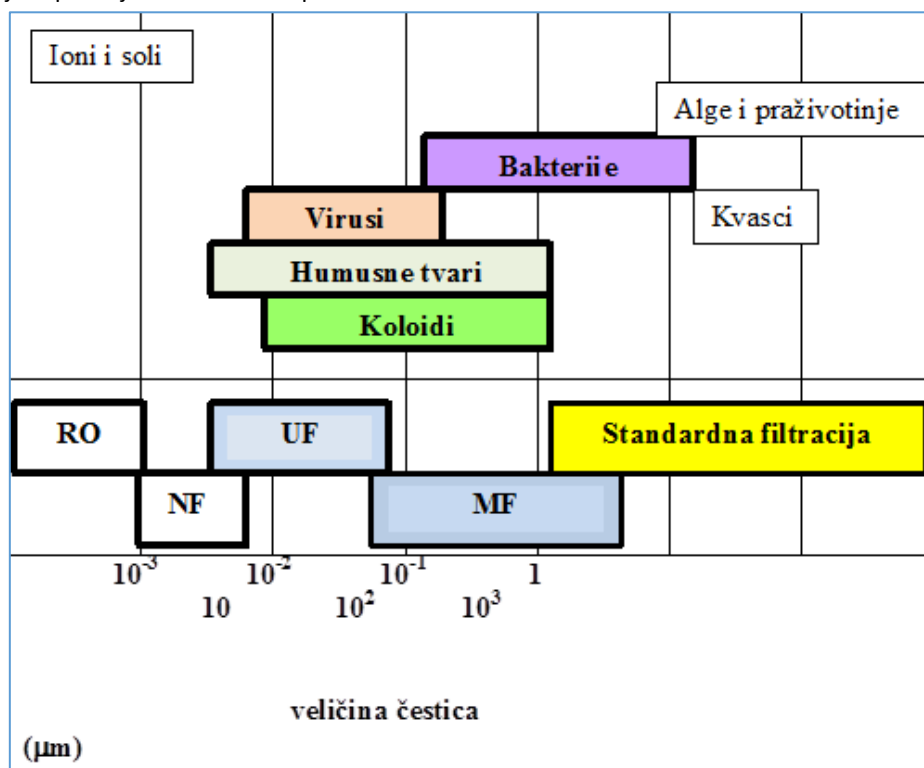 Ioni i soli
Alge i praživotinje
Bakterije
Kvasci
Virusi
Humusne tvari
Koloidi
RO UF Standardna filtracija
NF MF
10⁻³ 10⁻² 10⁻¹ 1
10 10² 10³
veličina čestica
(µm)